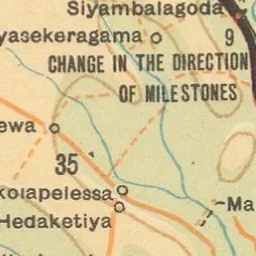 Siyambalagoda
yasekeragama
9
CHANGE IN THE DIRECTION
OF MILESTONES
ewa
35
kolapelessa
Hedaketiya
Ma